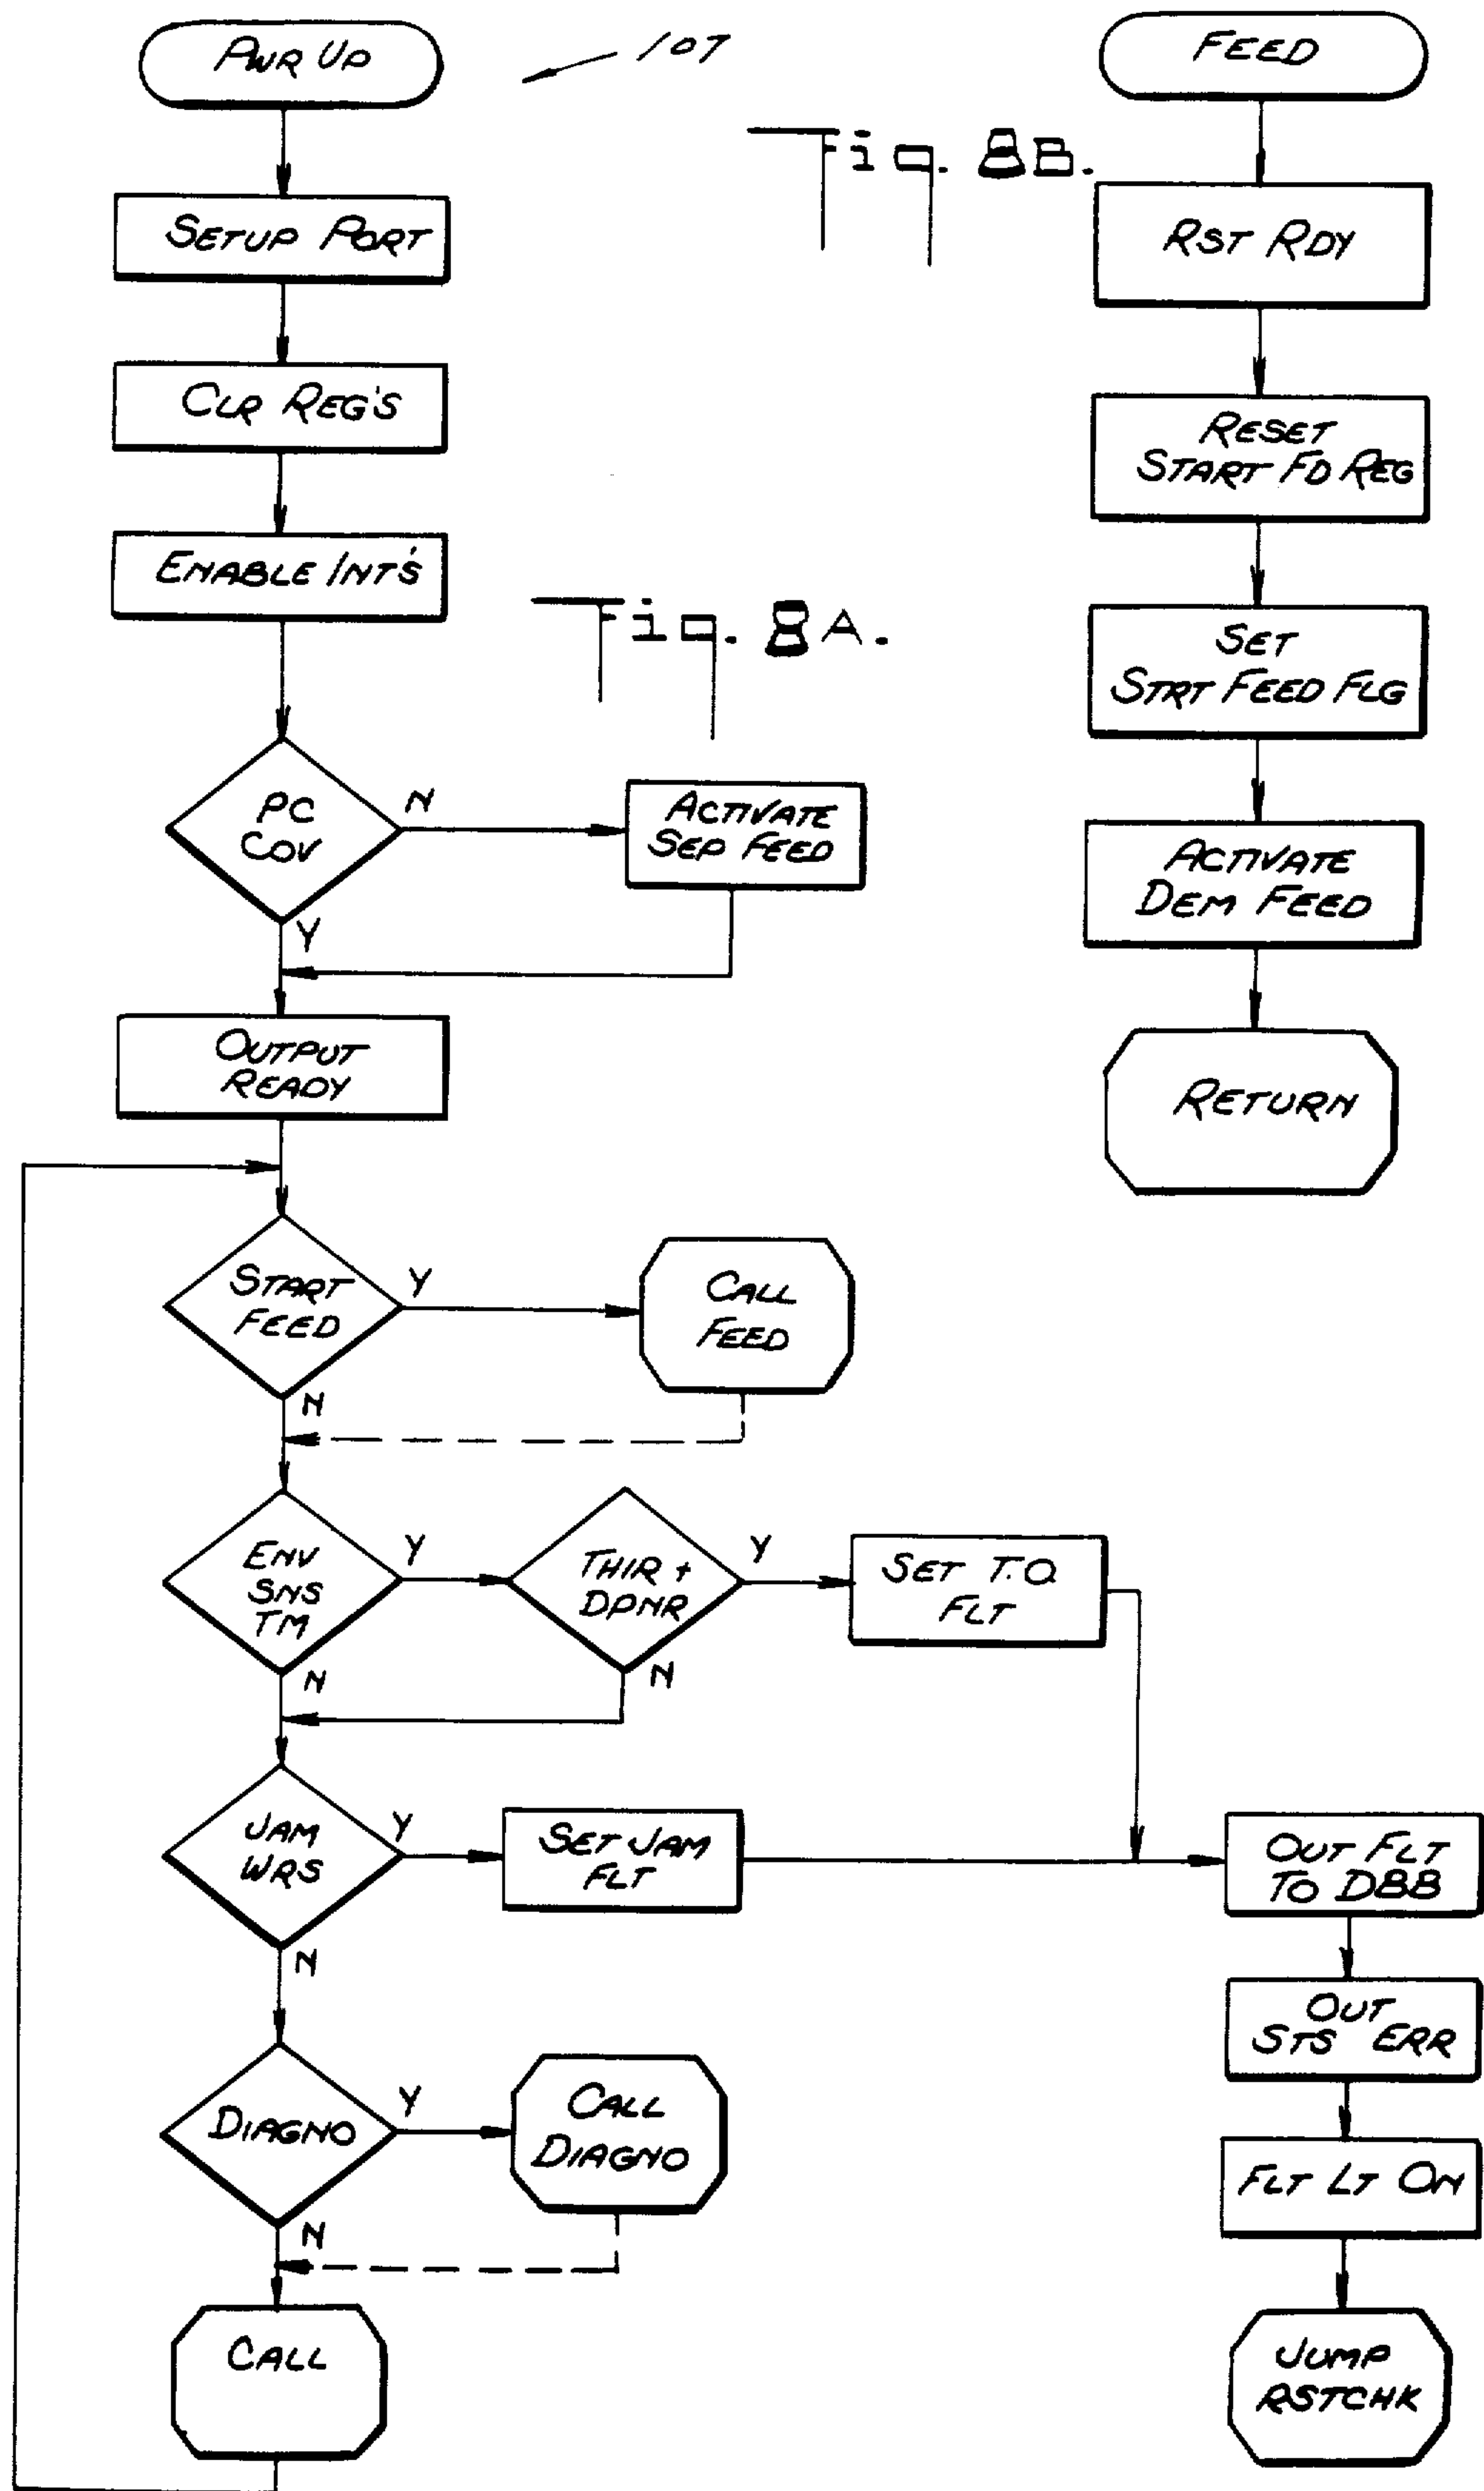 PWR UP
107
SETUP PORT
CLR REG'S
ENABLE INT'S
Fig. 8A.
PC
COV
N
Y
ACTIVATE
SEP FEED
OUTPUT
READY
START
FEED
Y
N
CALL
FEED
ENV
SNS
TM
Y
N
THIR +
DPNR
Y
N
SET T.O.
FLT
JAM
WRS
Y
N
SET JAM
FLT
OUT FLT
TO DBB
OUT
STS ERR
FLT LT ON
JUMP
RSTCHK
DIAGNO
Y
N
CALL
DIAGNO
CALL
Fig. 8B.
FEED
RST RDY
RESET
START FD REG
SET
STRT FEED FLG
ACTIVATE
DEM FEED
RETURN